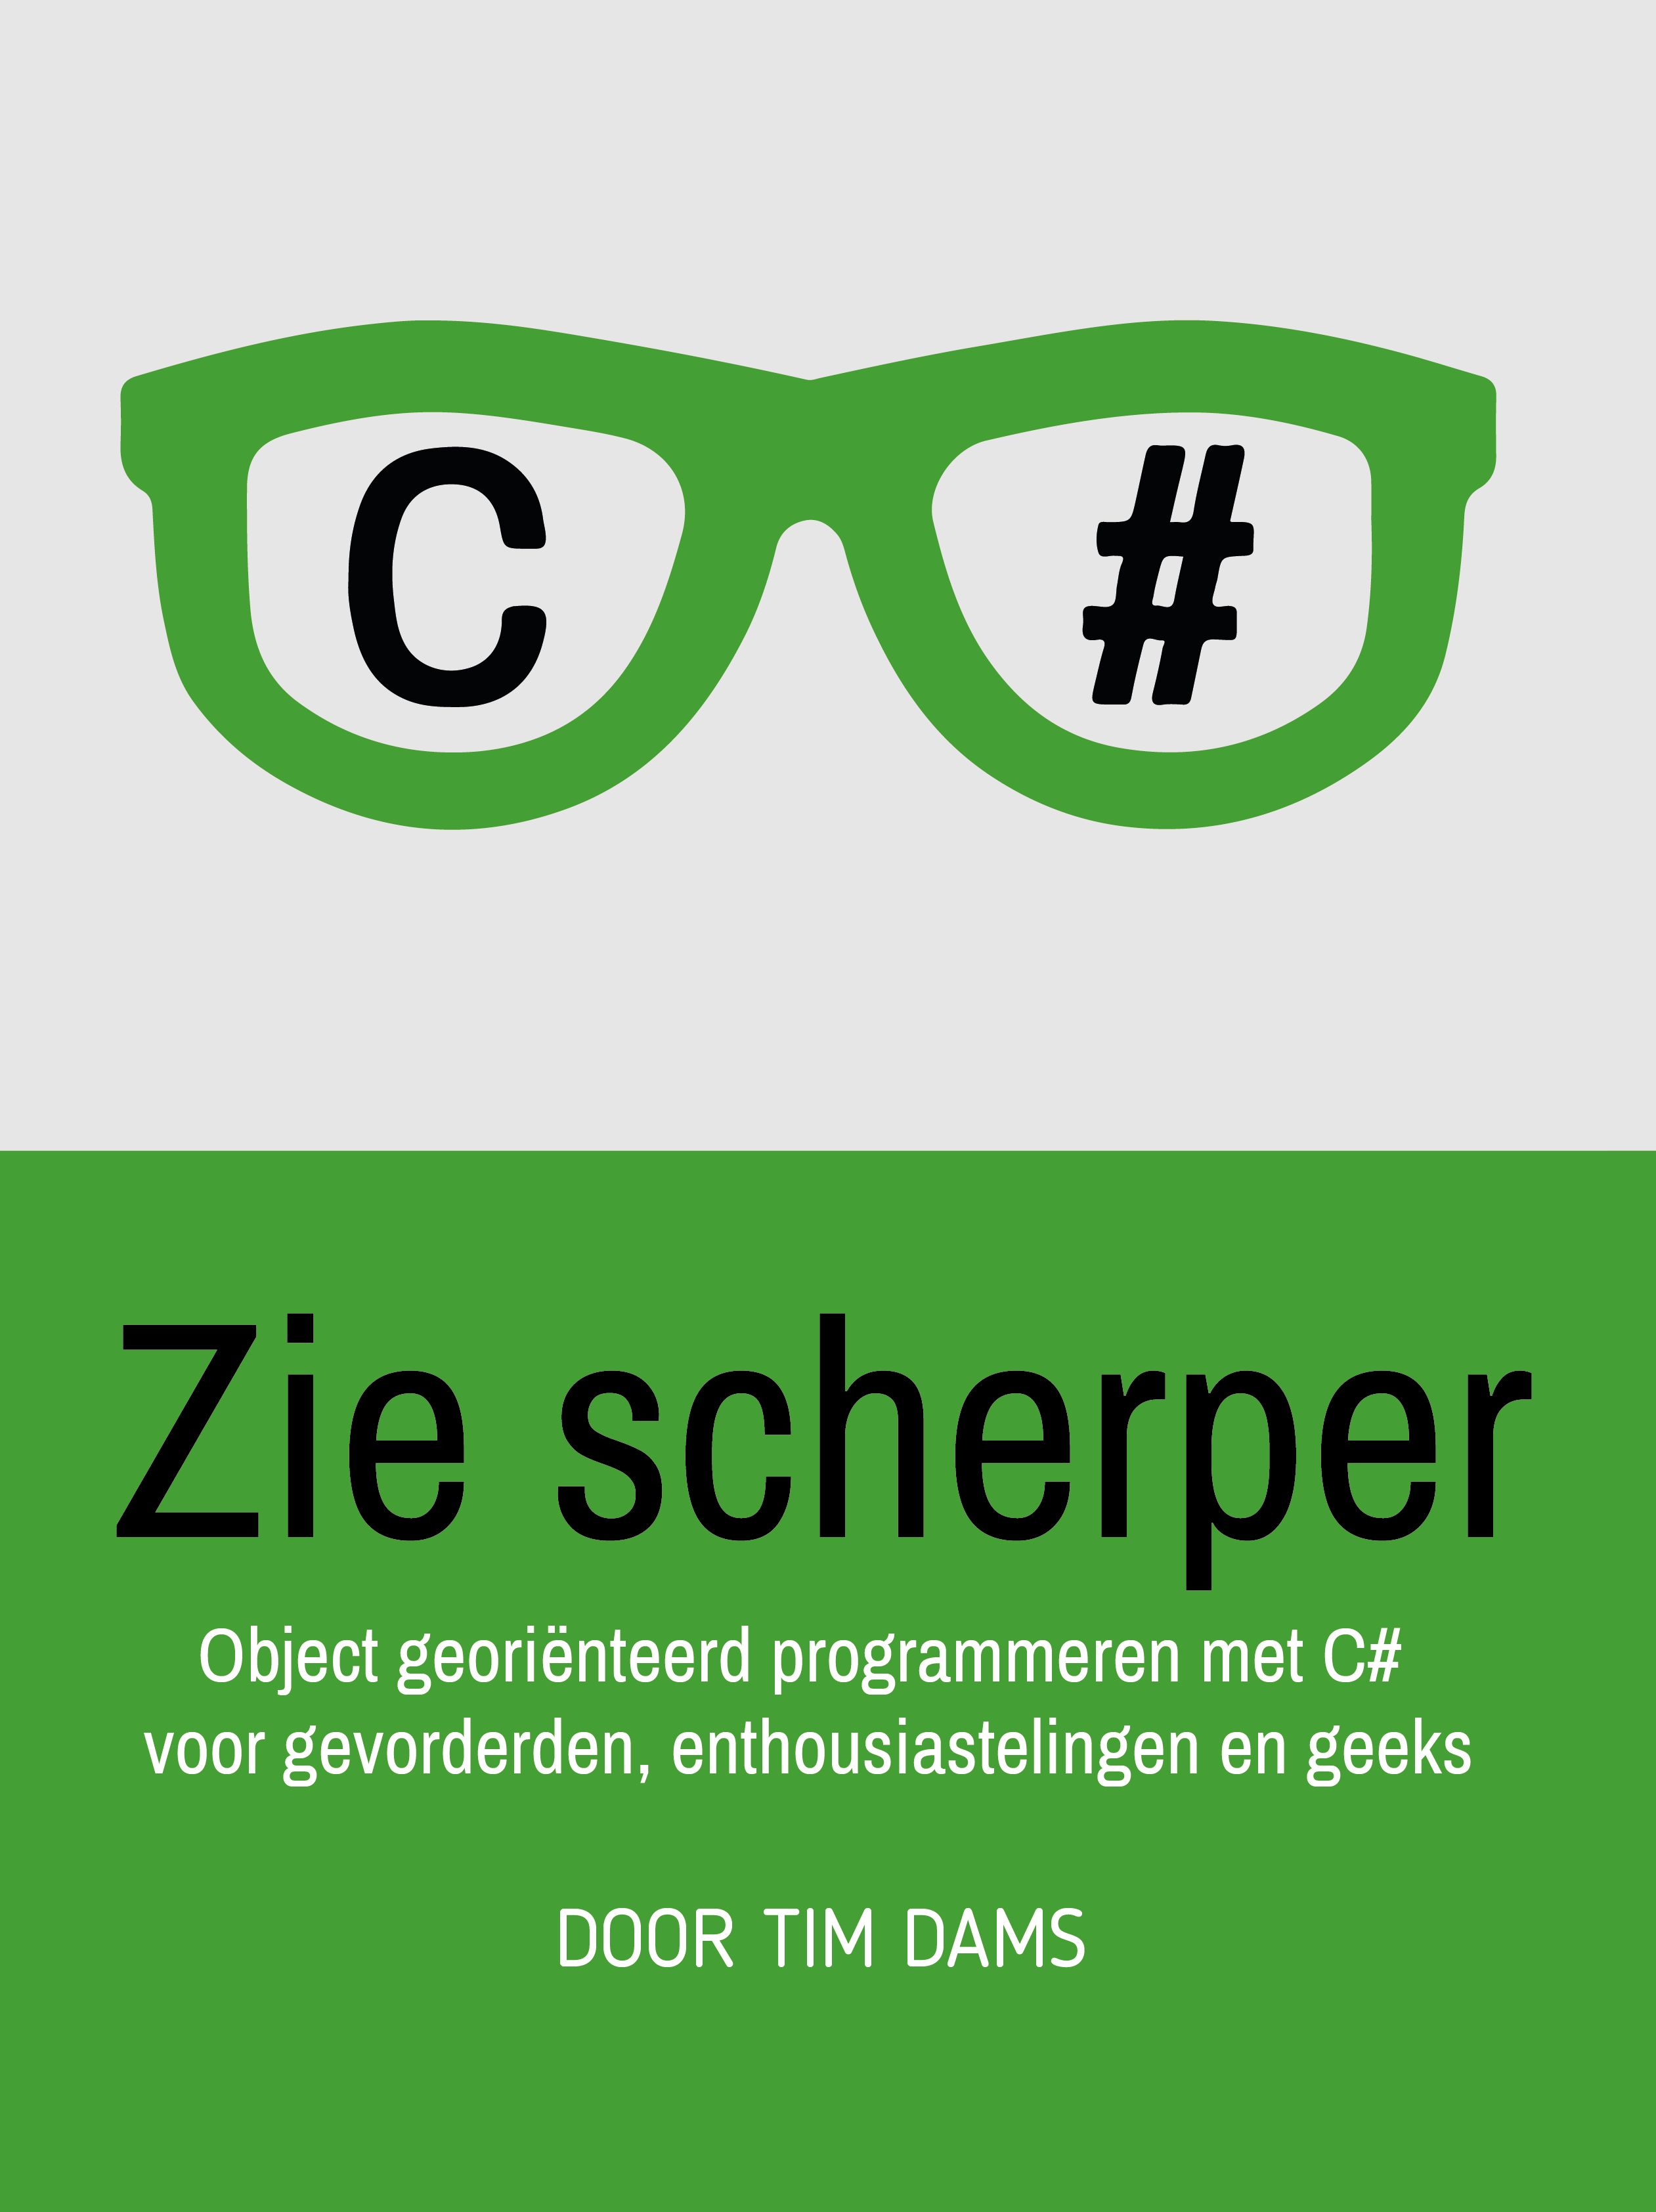 C #
Zie scherper
Object georiënteerd programmeren met C#
voor gevorderden, enthousiastelingen en geeks
DOOR TIM DAMS